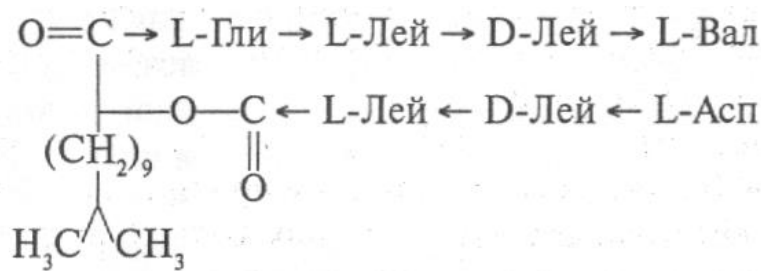 O=C→L-Гли→L-Лей→D-Лей→L-Вал
O—C←L-Лей←D-Лей←L-Асп
(CH₂)₉
O
H₃C CH₃